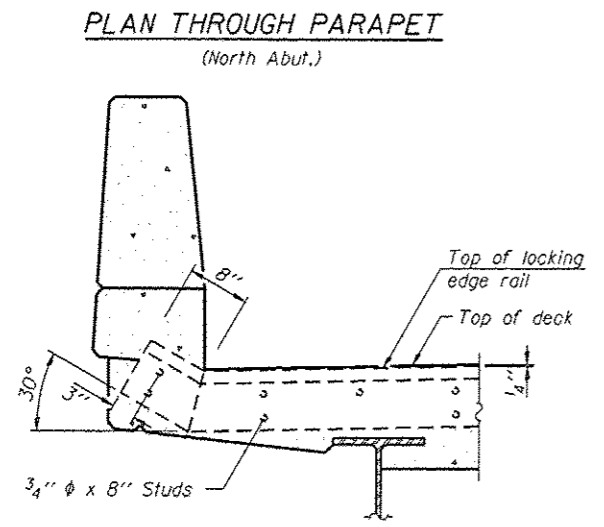 PLAN THROUGH PARAPET
(North Abut.)
8"
Top of locking
edge rail
Top of deck
30°
3"
1/4"
3/4" ϕ x 8" Studs